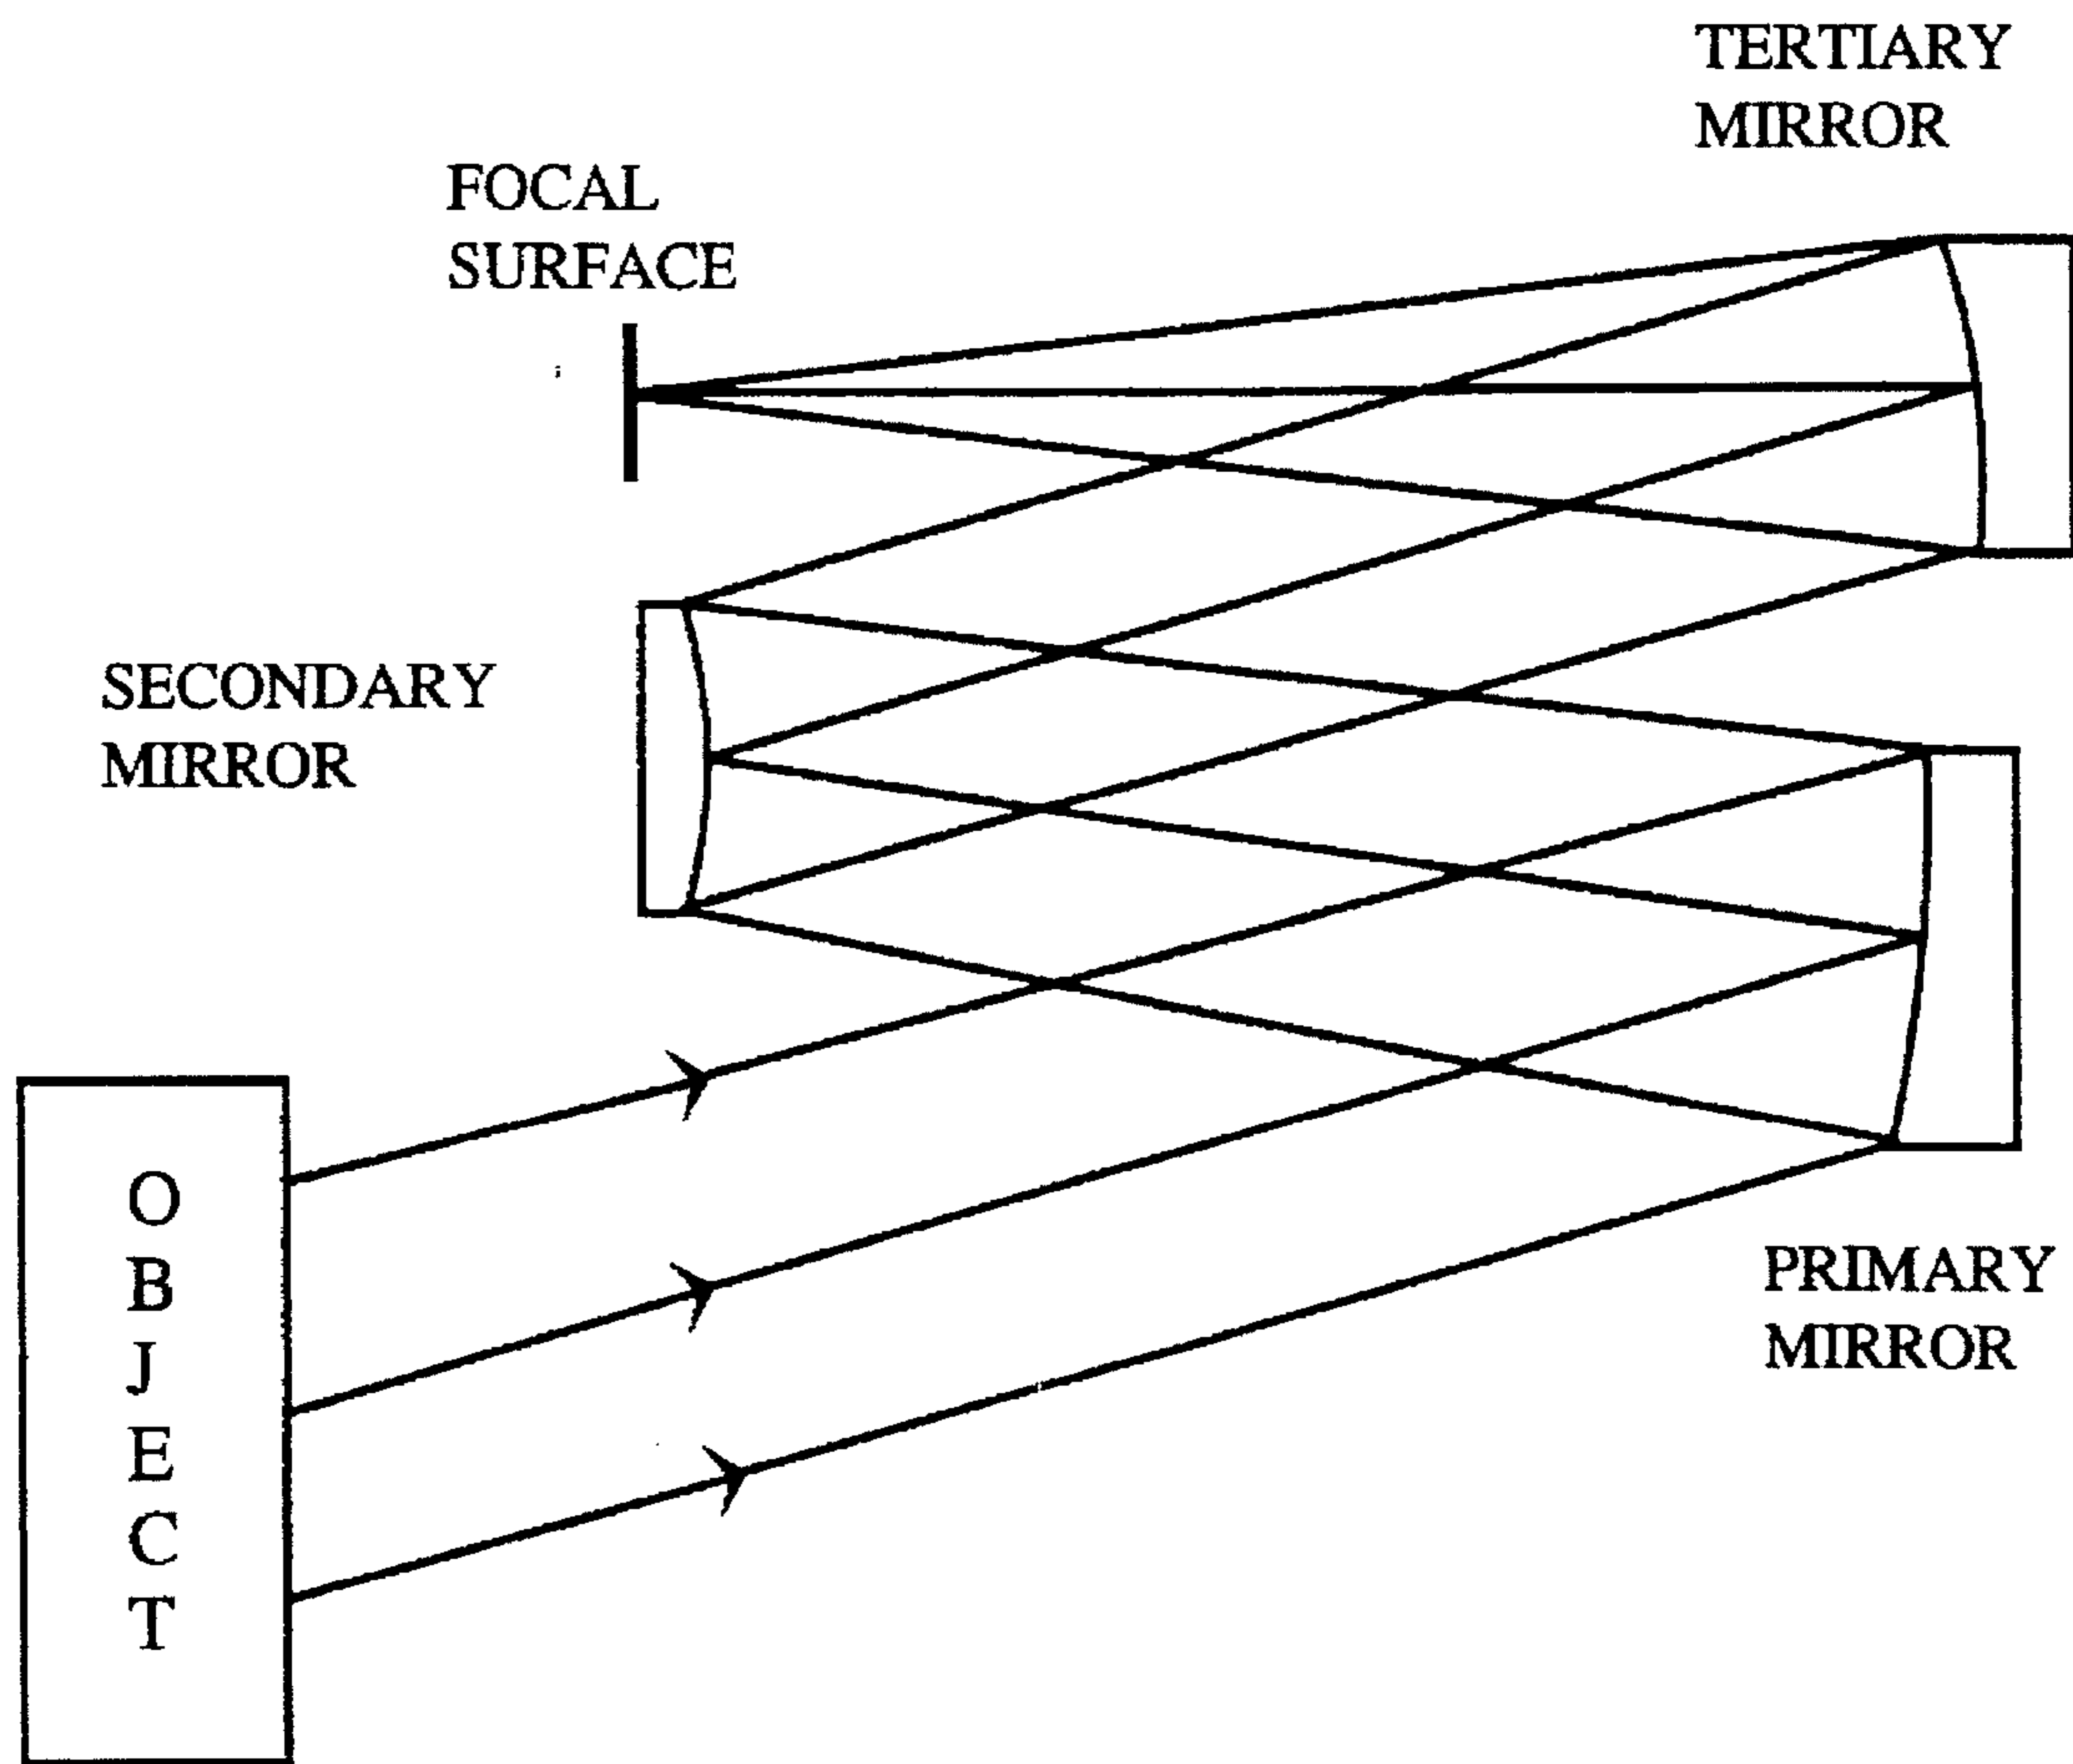 TERTIARY
MIRROR
FOCAL
SURFACE
SECONDARY
MIRROR
O
B
J
E
C
T
PRIMARY
MIRROR